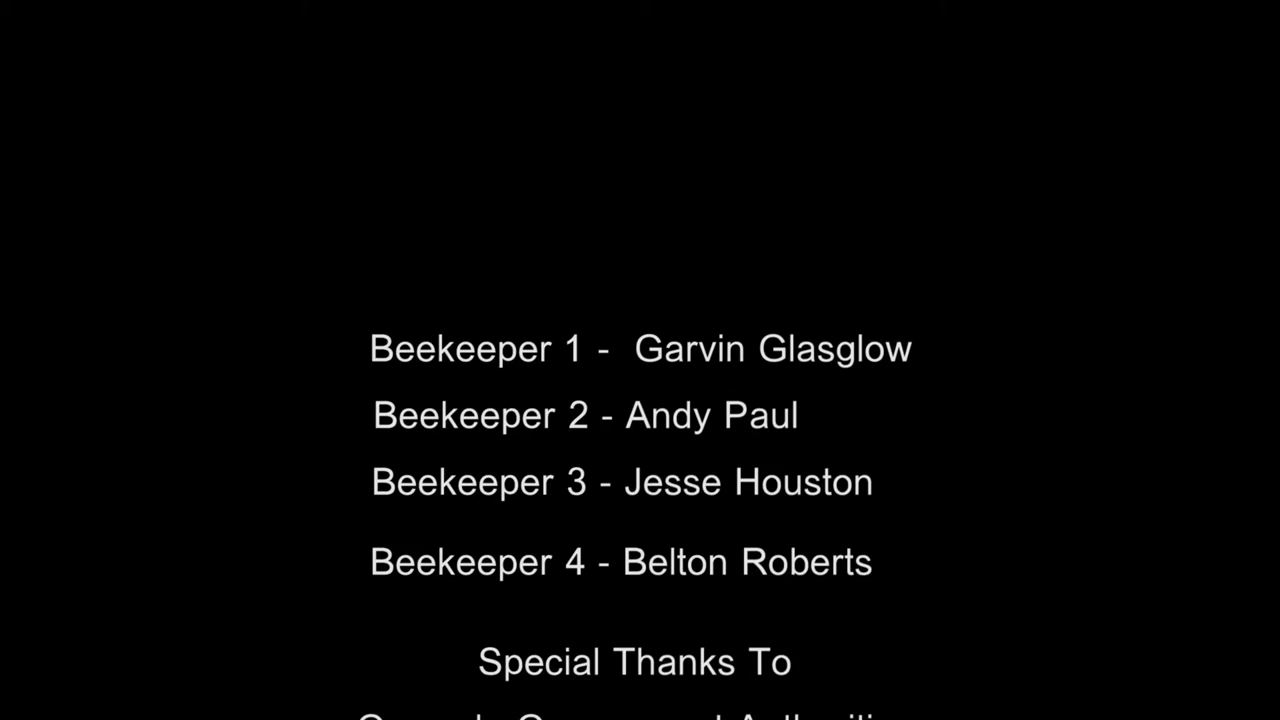 Beekeeper 1 -  Garvin Glasglow
Beekeeper 2 - Andy Paul
Beekeeper 3 - Jesse Houston
Beekeeper 4 - Belton Roberts
Special Thanks To